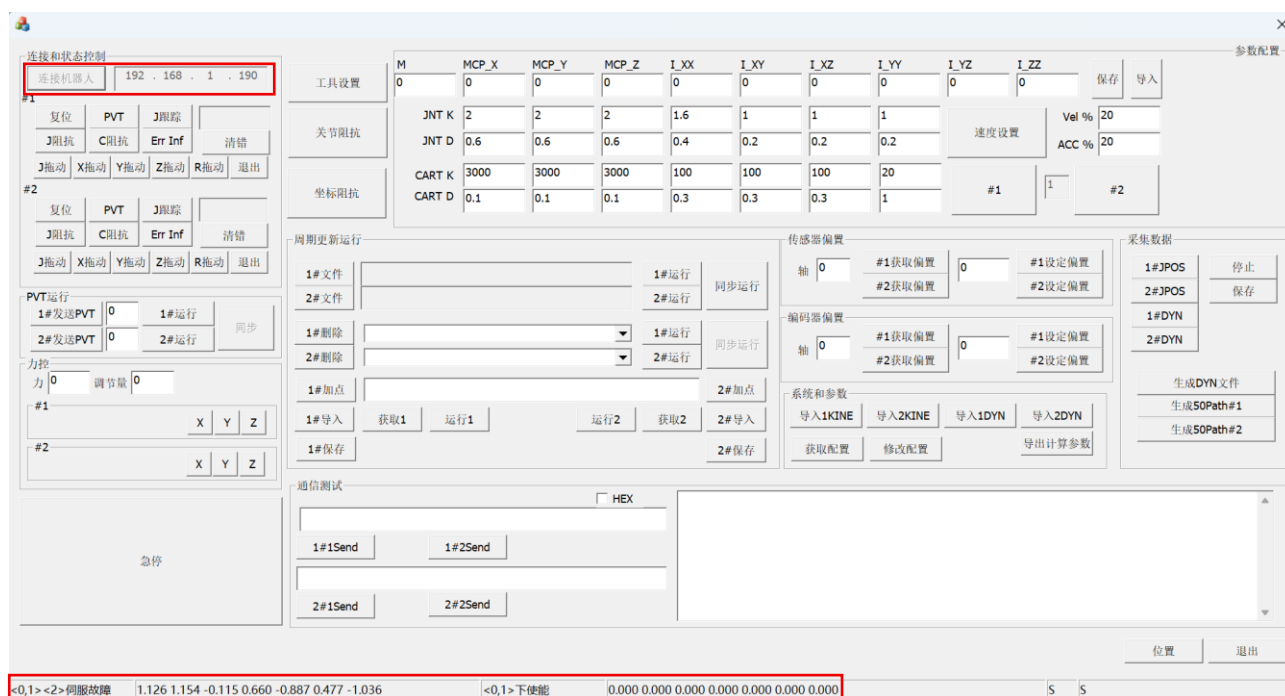 连接和状态控制
连接机器人 192 . 168 . 1 . 190
#1
复位 PVT J跟踪
J阻抗 C阻抗 Err Inf 清错
J拖动 X拖动 Y拖动 Z拖动 R拖动 退出
#2
复位 PVT J跟踪
J阻抗 C阻抗 Err Inf 清错
J拖动 X拖动 Y拖动 Z拖动 R拖动 退出
PVT运行
1#发送PVT 0 1#运行
2#发送PVT 0 2#运行
同步
力控
力 0 调节量 0
#1
X Y Z
#2
X Y Z
急停
参数配置
M MCP_X MCP_Y MCP_Z I_XX I_XY I_XZ I_YY I_YZ I_ZZ
工具设置 0 0 0 0 0 0 0 0 0 0 保存 导入
关节阻抗
JNT K 2 2 2 1.6 1 1 1
JNT D 0.6 0.6 0.6 0.4 0.2 0.2 0.2
速度设置
Vel % 20
ACC % 20
坐标阻抗
CART K 3000 3000 3000 100 100 100 20
CART D 0.1 0.1 0.1 0.3 0.3 0.3 1
#1 1 #2
周期更新运行
1#文件 1#运行
2#文件 2#运行
同步运行
1#删除 1#运行
2#删除 2#运行
同步运行
1#加点 2#加点
1#导入 获取1 运行1 运行2 获取2 2#导入
1#保存 2#保存
传感器偏置
轴 0 #1获取偏置 0 #1设定偏置
#2获取偏置 #2设定偏置
编码器偏置
轴 0 #1获取偏置 0 #1设定偏置
#2获取偏置 #2设定偏置
系统和参数
导入1KINE 导入2KINE 导入1DYN 导入2DYN
获取配置 修改配置 导出计算参数
采集数据
1#JPOS 停止
2#JPOS 保存
1#DYN
2#DYN
生成DYN文件
生成50Path#1
生成50Path#2
通信测试
HEX
1#1Send 1#2Send
2#1Send 2#2Send
位置 退出
<0,1><2>伺服故障 1.126 1.154 -0.115 0.660 -0.887 0.477 -1.036 <0,1>下使能 0.000 0.000 0.000 0.000 0.000 0.000 0.000 S S